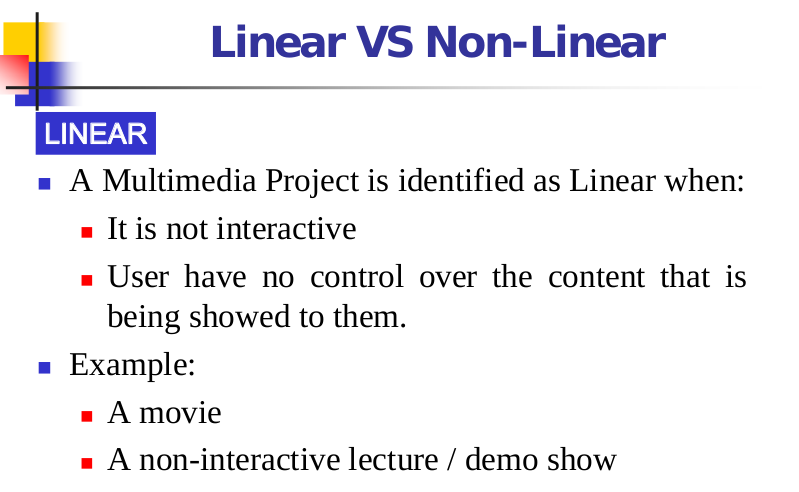 Linear VS Non-Linear
LINEAR
A Multimedia Project is identified as Linear when:
It is not interactive
User have no control over the content that is
being showed to them.
Example:
A movie
A non-interactive lecture / demo show